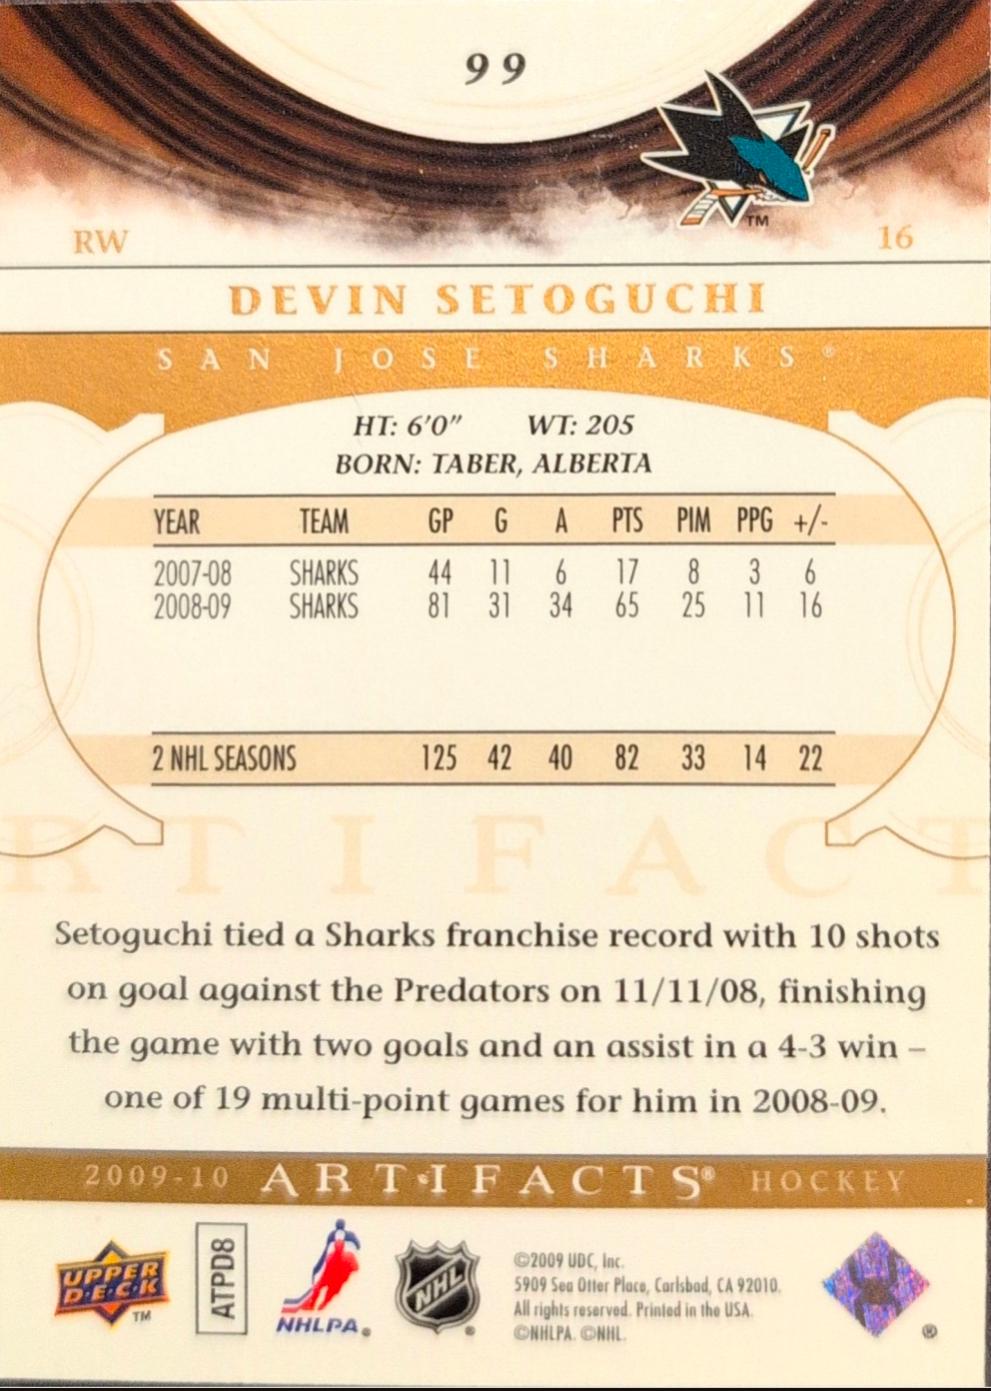 99
TM
RW 16
DEVIN SETOGUCHI
SAN JOSE SHARKS®
HT: 6'0" WT: 205
BORN: TABER, ALBERTA
YEAR TEAM GP G A PTS PIM PPG +/-
2007-08 SHARKS 44 11 6 17 8 3 6
2008-09 SHARKS 81 31 34 65 25 11 16
2 NHL SEASONS 125 42 40 82 33 14 22
ARTIFACT
Setoguchi tied a Sharks franchise record with 10 shots
on goal against the Predators on 11/11/08, finishing
the game with two goals and an assist in a 4-3 win –
one of 19 multi-point games for him in 2008-09.
2009-10 ARTIFACTS® HOCKEY
UPPER DECK TM
ATPD8
NHLPA®
NHL ®
©2009 UDC, Inc.
5909 Sea Otter Place, Carlsbad, CA 92010.
All rights reserved. Printed in the USA.
©NHLPA. ©NHL.
®